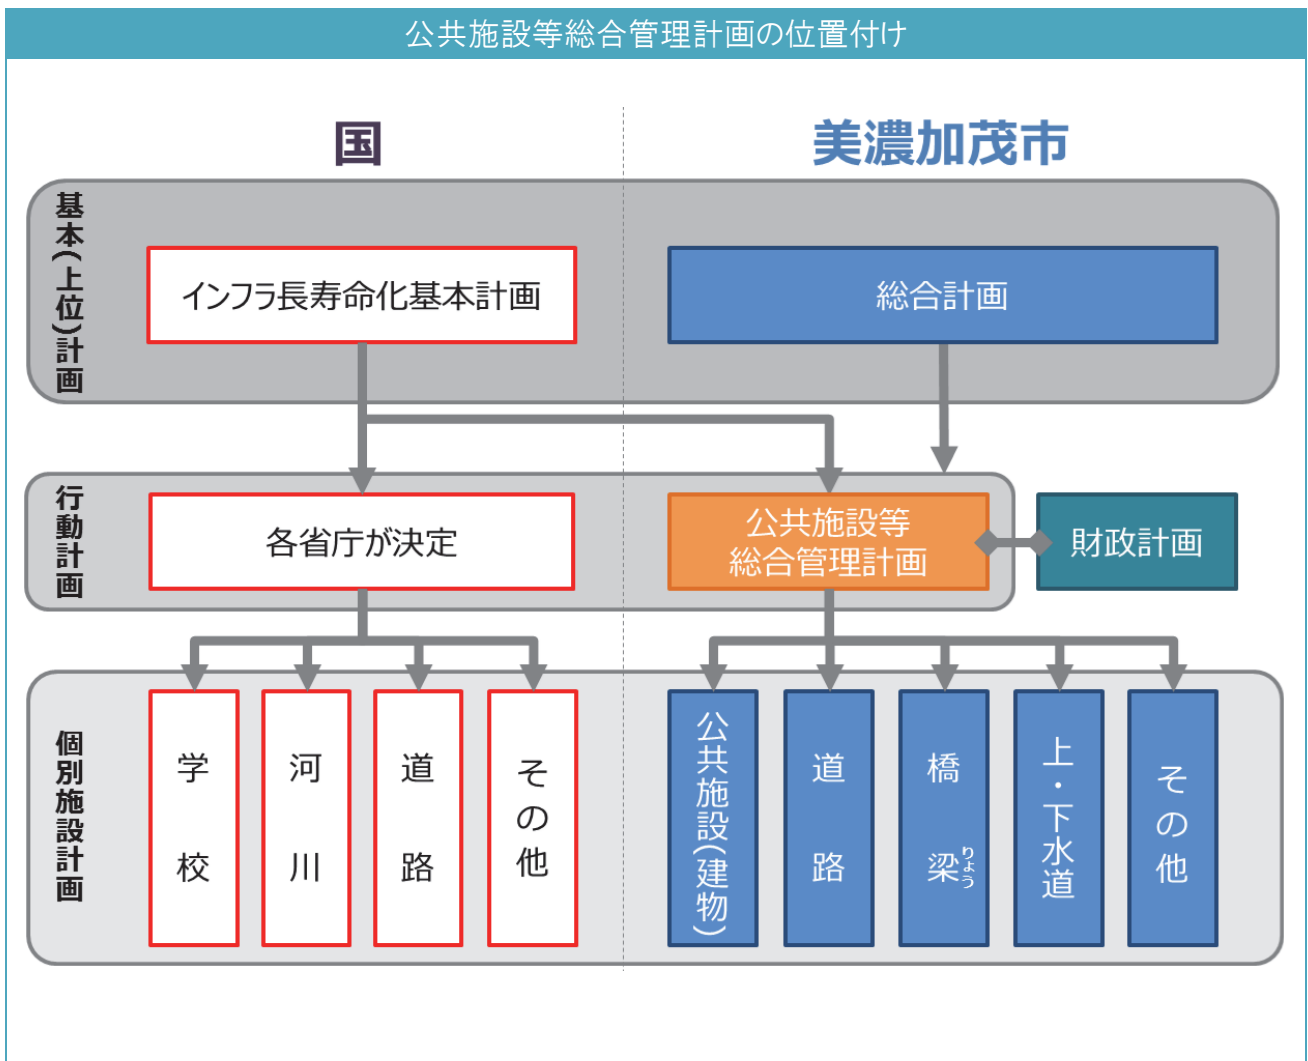 公共施設等総合管理計画の位置付け
国
美濃加茂市
基本(上位)計画
インフラ長寿命化基本計画
総合計画
行動計画
各省庁が決定
公共施設等
総合管理計画
財政計画
個別施設計画
学校
河川
道路
その他
公共施設(建物)
道路
橋梁
りょう
上・下水道
その他